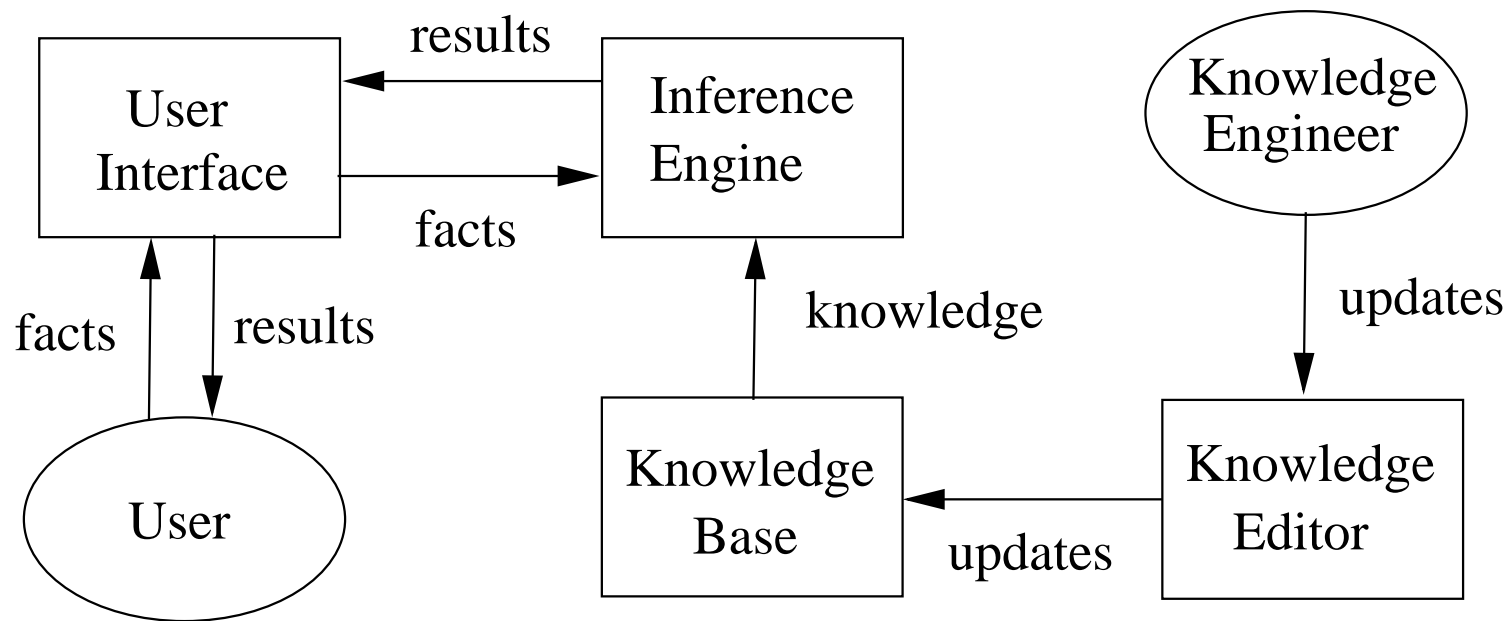 results
User
Interface
Inference
Engine
Knowledge
Engineer
facts
facts
results
knowledge
updates
User
Knowledge
Base
updates
Knowledge
Editor